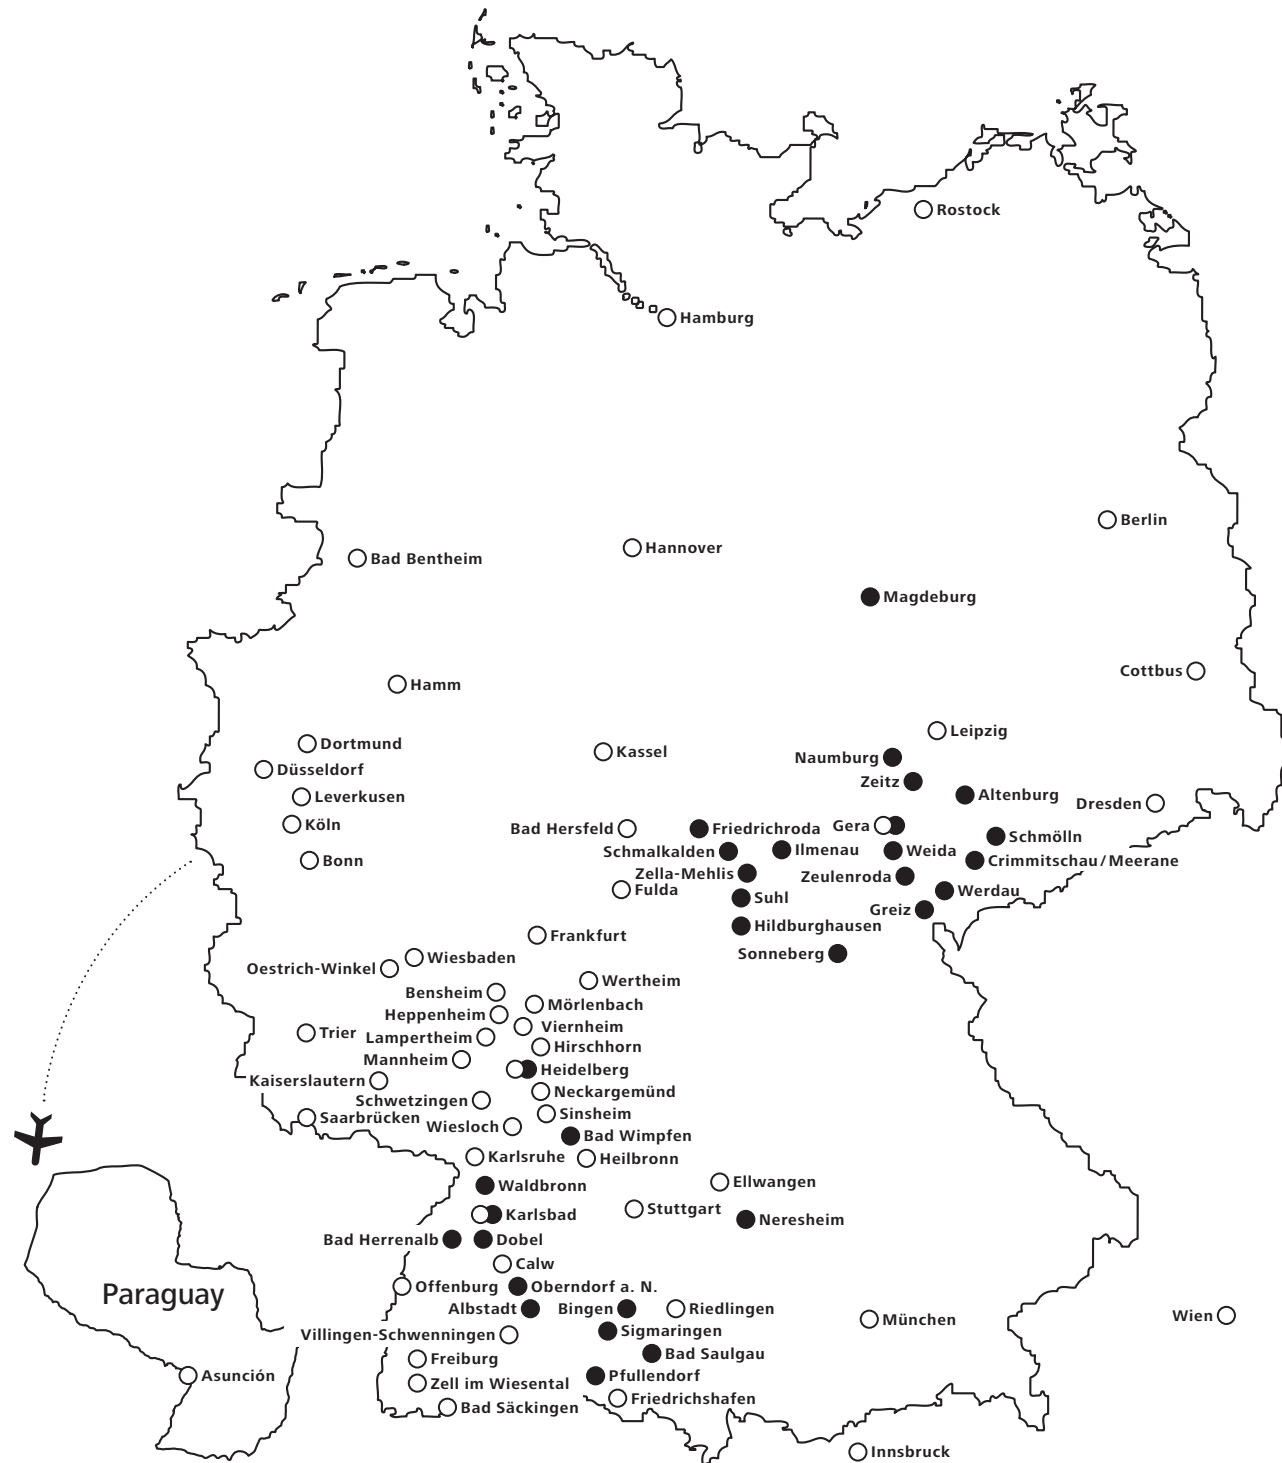 Rostock
Hamburg
Berlin
Hannover
Bad Bentheim
Magdeburg
Cottbus
Hamm
Leipzig
Dortmund
Kassel
Naumburg
Düsseldorf
Zeitz
Leverkusen
Altenburg
Dresden
Köln
Bad Hersfeld
Friedrichroda
Gera
Schmölln
Schmalkalden
Ilmenau
Weida
Bonn
Crimmitschau/Meerane
Zella-Mehlis
Zeulenroda
Fulda
Werdau
Suhl
Greiz
Hildburghausen
Frankfurt
Sonneberg
Wiesbaden
Oestrich-Winkel
Wertheim
Bensheim
Mörlenbach
Heppenheim
Viernheim
Trier
Lampertheim
Hirschhorn
Mannheim
Heidelberg
Kaiserslautern
Neckargemünd
Schwetzingen
Sinsheim
Saarbrücken
Wiesloch
Bad Wimpfen
Karlsruhe
Heilbronn
Waldbronn
Ellwangen
Stuttgart
Karlsbad
Neresheim
Bad Herrenalb
Dobel
Calw
Offenburg
Oberndorf a. N.
Paraguay
Albstadt
Bingen
Riedlingen
Wien
München
Sigmaringen
Villingen-Schwenningen
Bad Saulgau
Freiburg
Asunción
Pfullendorf
Zell im Wiesental
Friedrichshafen
Bad Säckingen
Innsbruck